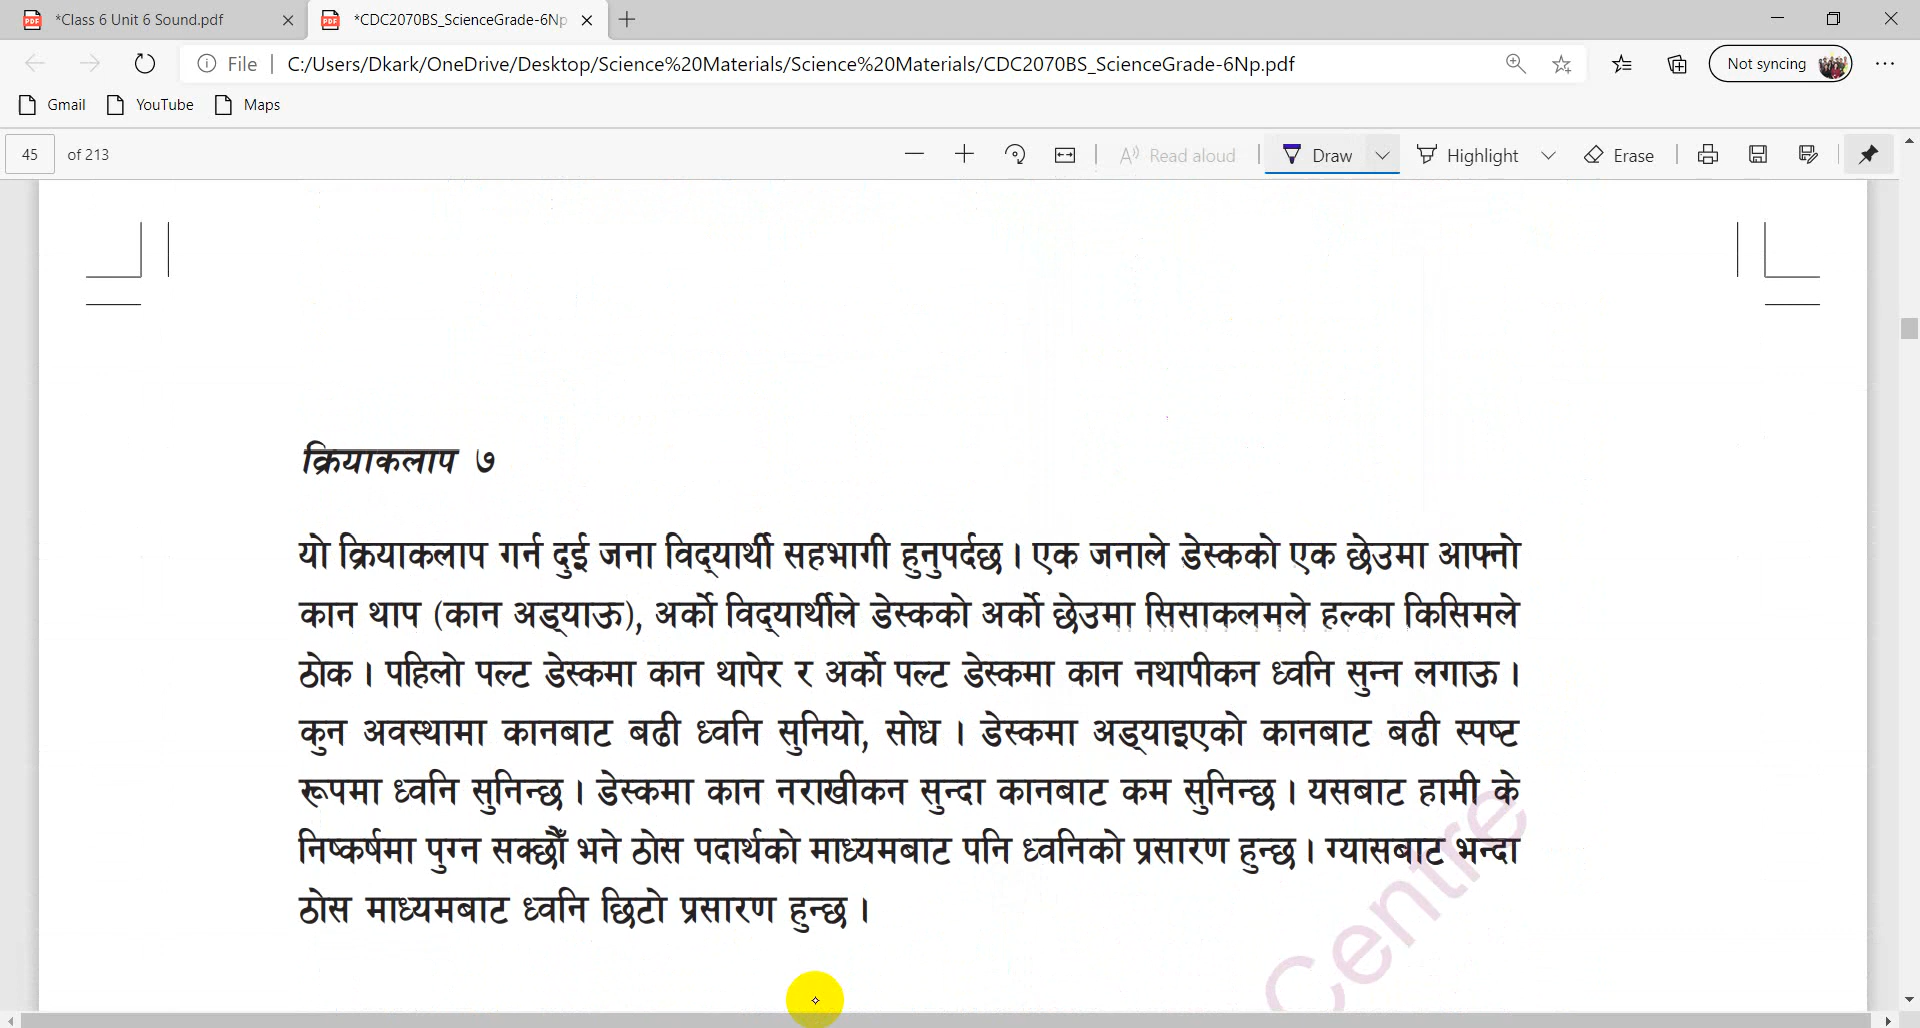 *Class 6 Unit 6 Sound.pdf
*CDC2070BS_ScienceGrade-6Np
File C:/Users/Dkark/OneDrive/Desktop/Science%20Materials/Science%20Materials/CDC2070BS_ScienceGrade-6Np.pdf Not syncing
Gmail YouTube Maps
45 of 213 Read aloud Draw Highlight Erase
क्रियाकलाप ७
यो क्रियाकलाप गर्न दुई जना विद्यार्थी सहभागी हुनुपर्दछ । एक जनाले डेस्कको एक छेउमा आफ्नो
कान थाप (कान अड्याऊ), अर्को विद्यार्थीले डेस्कको अर्को छेउमा सिसाकलमले हल्का किसिमले
ठोक । पहिलो पल्ट डेस्कमा कान थापेर र अर्को पल्ट डेस्कमा कान नथापीकन ध्वनि सुन्न लगाऊ ।
कुन अवस्थामा कानबाट बढी ध्वनि सुनियो, सोध । डेस्कमा अड्याइएको कानबाट बढी स्पष्ट
रूपमा ध्वनि सुनिन्छ । डेस्कमा कान नराखीकन सुन्दा कानबाट कम सुनिन्छ । यसबाट हामी के
निष्कर्षमा पुग्न सक्छौँ भने ठोस पदार्थको माध्यमबाट पनि ध्वनिको प्रसारण हुन्छ । ग्यासबाट भन्दा
ठोस माध्यमबाट ध्वनि छिटो प्रसारण हुन्छ ।
Centre